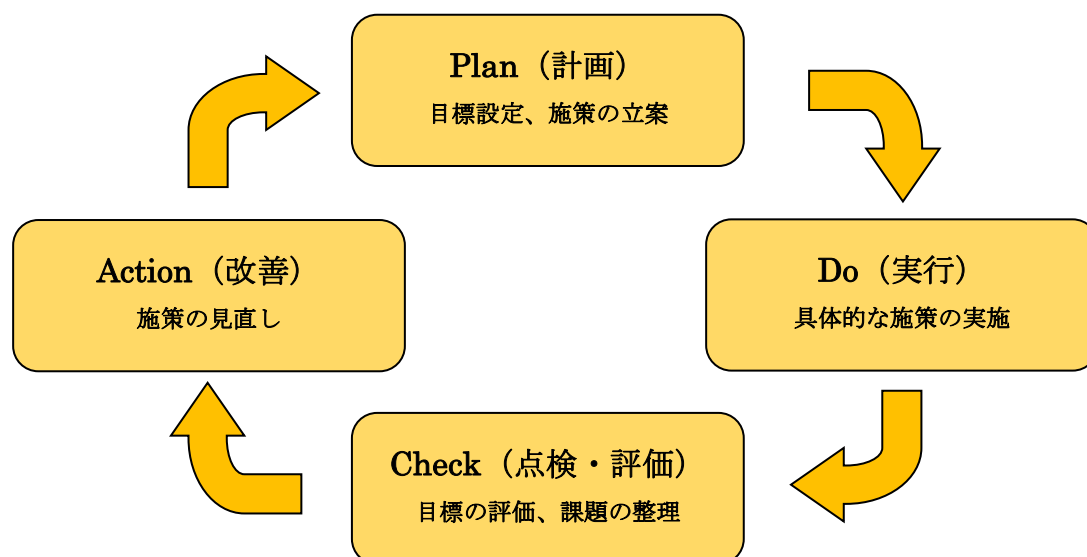 Plan（計画）
目標設定、施策の立案
Action（改善）
施策の見直し
Do（実行）
具体的な施策の実施
Check（点検・評価）
目標の評価、課題の整理